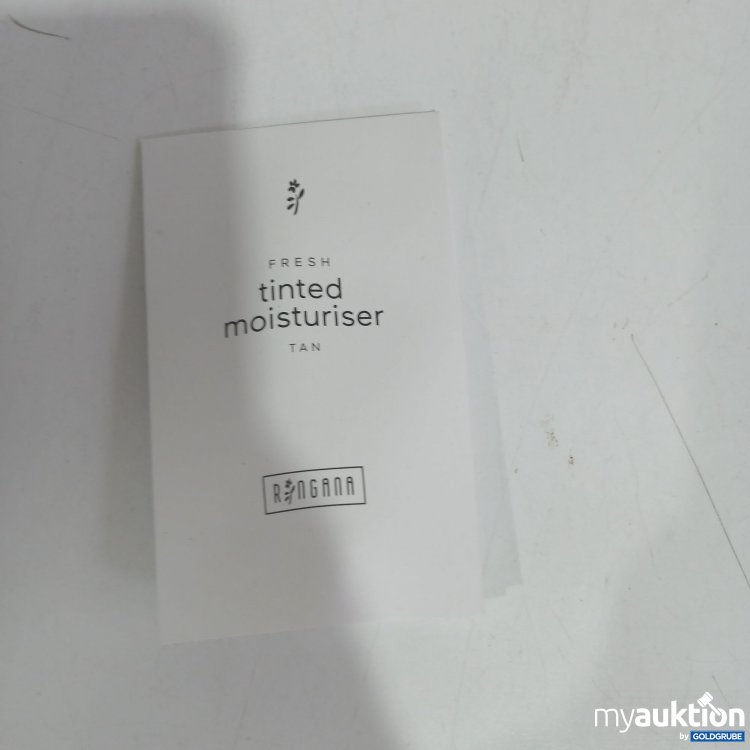 FRESH
tinted
moisturiser
TAN
RINGANA
myauktion
by GOLDGRUBE